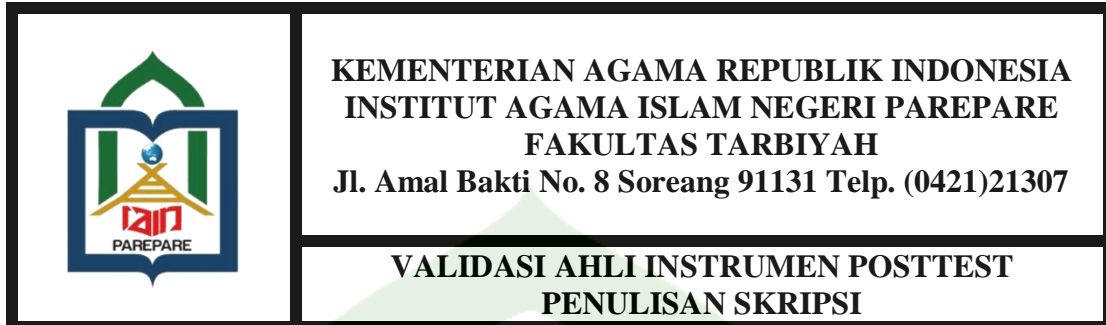 iain
PAREPARE
KEMENTERIAN AGAMA REPUBLIK INDONESIA
INSTITUT AGAMA ISLAM NEGERI PAREPARE
FAKULTAS TARBIYAH
Jl. Amal Bakti No. 8 Soreang 91131 Telp. (0421)21307
VALIDASI AHLI INSTRUMEN POSTTEST
PENULISAN SKRIPSI